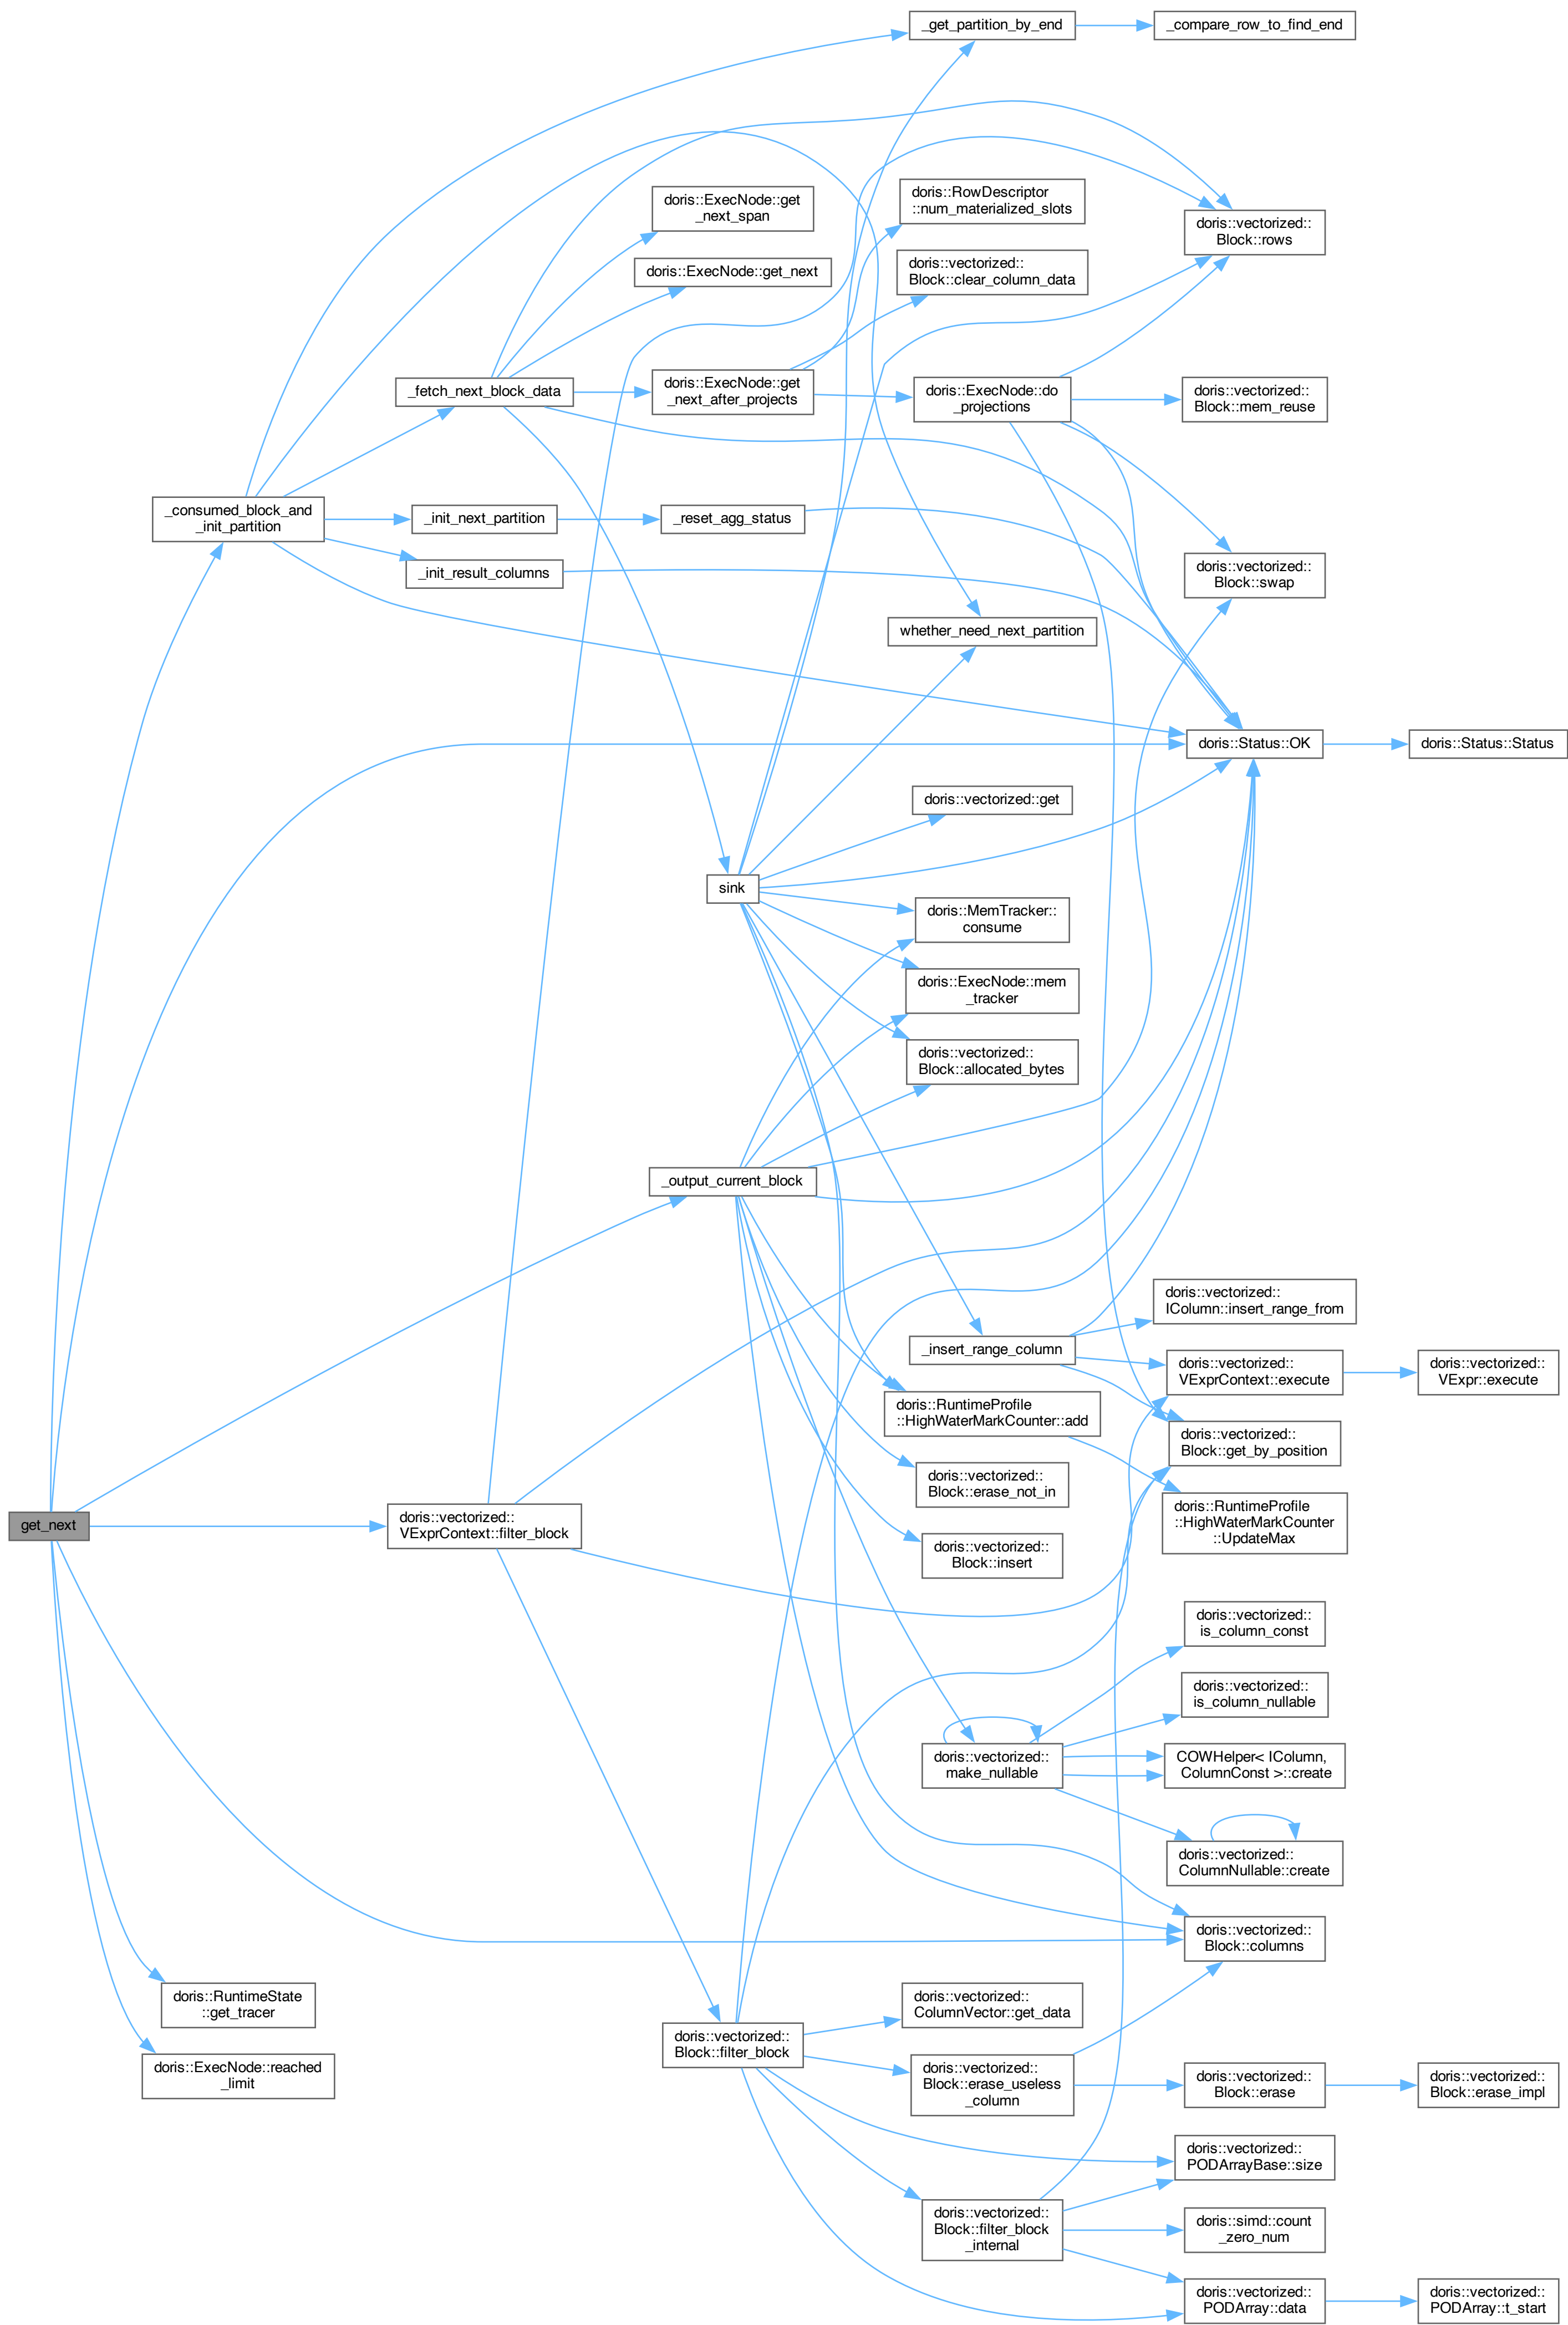 _get_partition_by_end
_compare_row_to_find_end
doris::ExecNode::get
_next_span
doris::RowDescriptor
::num_materialized_slots
doris::vectorized::
Block::rows
doris::ExecNode::get_next
doris::vectorized::
Block::clear_column_data
_fetch_next_block_data
doris::ExecNode::get
_next_after_projects
doris::ExecNode::do
_projections
doris::vectorized::
Block::mem_reuse
_consumed_block_and
_init_partition
_init_next_partition
_reset_agg_status
_init_result_columns
doris::vectorized::
Block::swap
whether_need_next_partition
doris::Status::OK
doris::Status::Status
doris::vectorized::get
sink
doris::MemTracker::
consume
doris::ExecNode::mem
_tracker
doris::vectorized::
Block::allocated_bytes
_output_current_block
doris::vectorized::
IColumn::insert_range_from
_insert_range_column
doris::vectorized::
VExprContext::execute
doris::vectorized::
VExpr::execute
doris::RuntimeProfile
::HighWaterMarkCounter::add
doris::vectorized::
Block::get_by_position
doris::vectorized::
Block::erase_not_in
doris::RuntimeProfile
::HighWaterMarkCounter
::UpdateMax
get_next
doris::vectorized::
VExprContext::filter_block
doris::vectorized::
Block::insert
doris::vectorized::
is_column_const
doris::vectorized::
is_column_nullable
doris::vectorized::
make_nullable
COWHelper< IColumn,
ColumnConst >::create
doris::vectorized::
ColumnNullable::create
doris::vectorized::
Block::columns
doris::RuntimeState
::get_tracer
doris::vectorized::
ColumnVector::get_data
doris::vectorized::
Block::filter_block
doris::ExecNode::reached
_limit
doris::vectorized::
Block::erase_useless
_column
doris::vectorized::
Block::erase
doris::vectorized::
Block::erase_impl
doris::vectorized::
PODArrayBase::size
doris::vectorized::
Block::filter_block
_internal
doris::simd::count
_zero_num
doris::vectorized::
PODArray::data
doris::vectorized::
PODArray::t_start